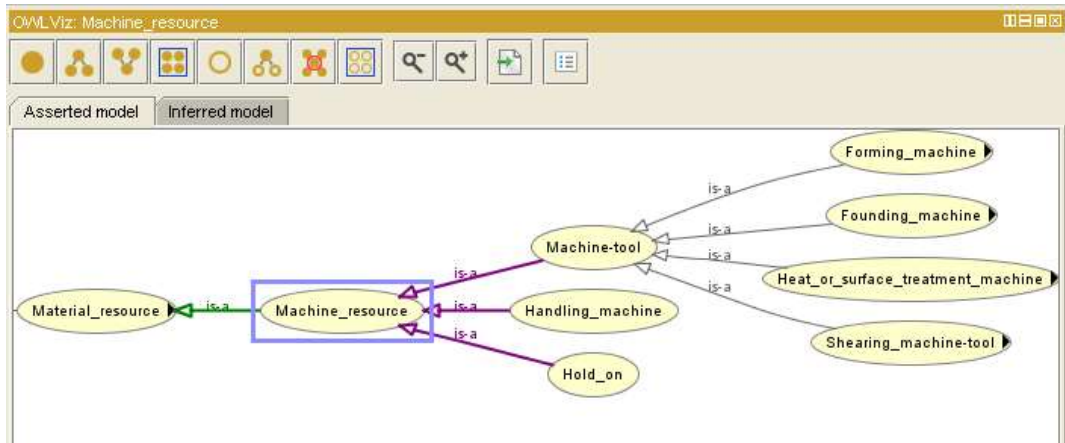 OWLViz: Machine_resource
Asserted model
Inferred model
Forming_machine
is-a
Founding_machine
is-a
Machine-tool
is-a
Heat_or_surface_treatment_machine
is-a
is-a
Material_resource
is-a
Machine_resource
is-a
Handling_machine
is-a
Shearing_machine-tool
Hold_on